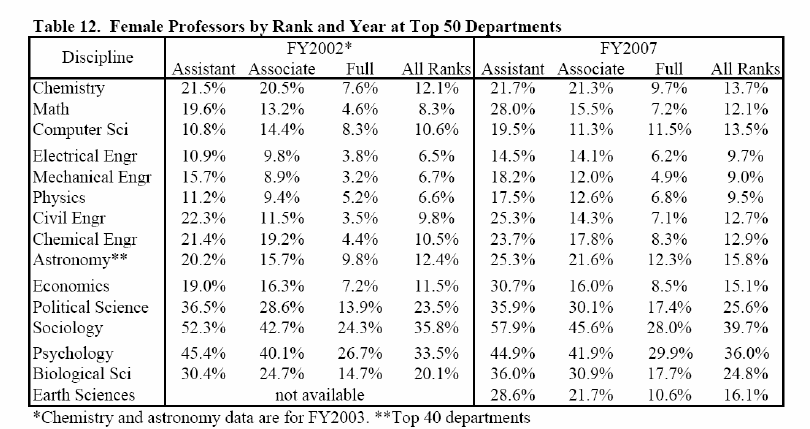 Table 12. Female Professors by Rank and Year at Top 50 Departments
Discipline FY2002* FY2007
Assistant Associate Full All Ranks Assistant Associate Full All Ranks
Chemistry 21.5% 20.5% 7.6% 12.1% 21.7% 21.3% 9.7% 13.7%
Math 19.6% 13.2% 4.6% 8.3% 28.0% 15.5% 7.2% 12.1%
Computer Sci 10.8% 14.4% 8.3% 10.6% 19.5% 11.3% 11.5% 13.5%
Electrical Engr 10.9% 9.8% 3.8% 6.5% 14.5% 14.1% 6.2% 9.7%
Mechanical Engr 15.7% 8.9% 3.2% 6.7% 18.2% 12.0% 4.9% 9.0%
Physics 11.2% 9.4% 5.2% 6.6% 17.5% 12.6% 6.8% 9.5%
Civil Engr 22.3% 11.5% 3.5% 9.8% 25.3% 14.3% 7.1% 12.7%
Chemical Engr 21.4% 19.2% 4.4% 10.5% 23.7% 17.8% 8.3% 12.9%
Astronomy** 20.2% 15.7% 9.8% 12.4% 25.3% 21.6% 12.3% 15.8%
Economics 19.0% 16.3% 7.2% 11.5% 30.7% 16.0% 8.5% 15.1%
Political Science 36.5% 28.6% 13.9% 23.5% 35.9% 30.1% 17.4% 25.6%
Sociology 52.3% 42.7% 24.3% 35.8% 57.9% 45.6% 28.0% 39.7%
Psychology 45.4% 40.1% 26.7% 33.5% 44.9% 41.9% 29.9% 36.0%
Biological Sci 30.4% 24.7% 14.7% 20.1% 36.0% 30.9% 17.7% 24.8%
Earth Sciences not available 28.6% 21.7% 10.6% 16.1%
*Chemistry and astronomy data are for FY2003. **Top 40 departments